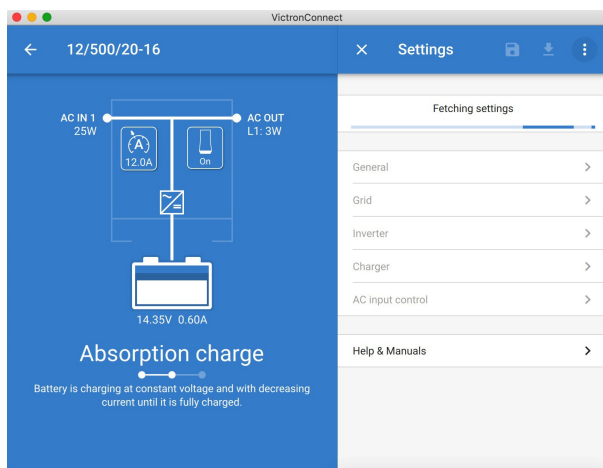 VictronConnect
12/500/20-16
AC IN 1
25W
AC OUT
L1: 3W
A
12.0A
On
14.35V 0.60A
Absorption charge
Battery is charging at constant voltage and with decreasing
current until it is fully charged.
Settings
Fetching settings
General
Grid
Inverter
Charger
AC input control
Help & Manuals